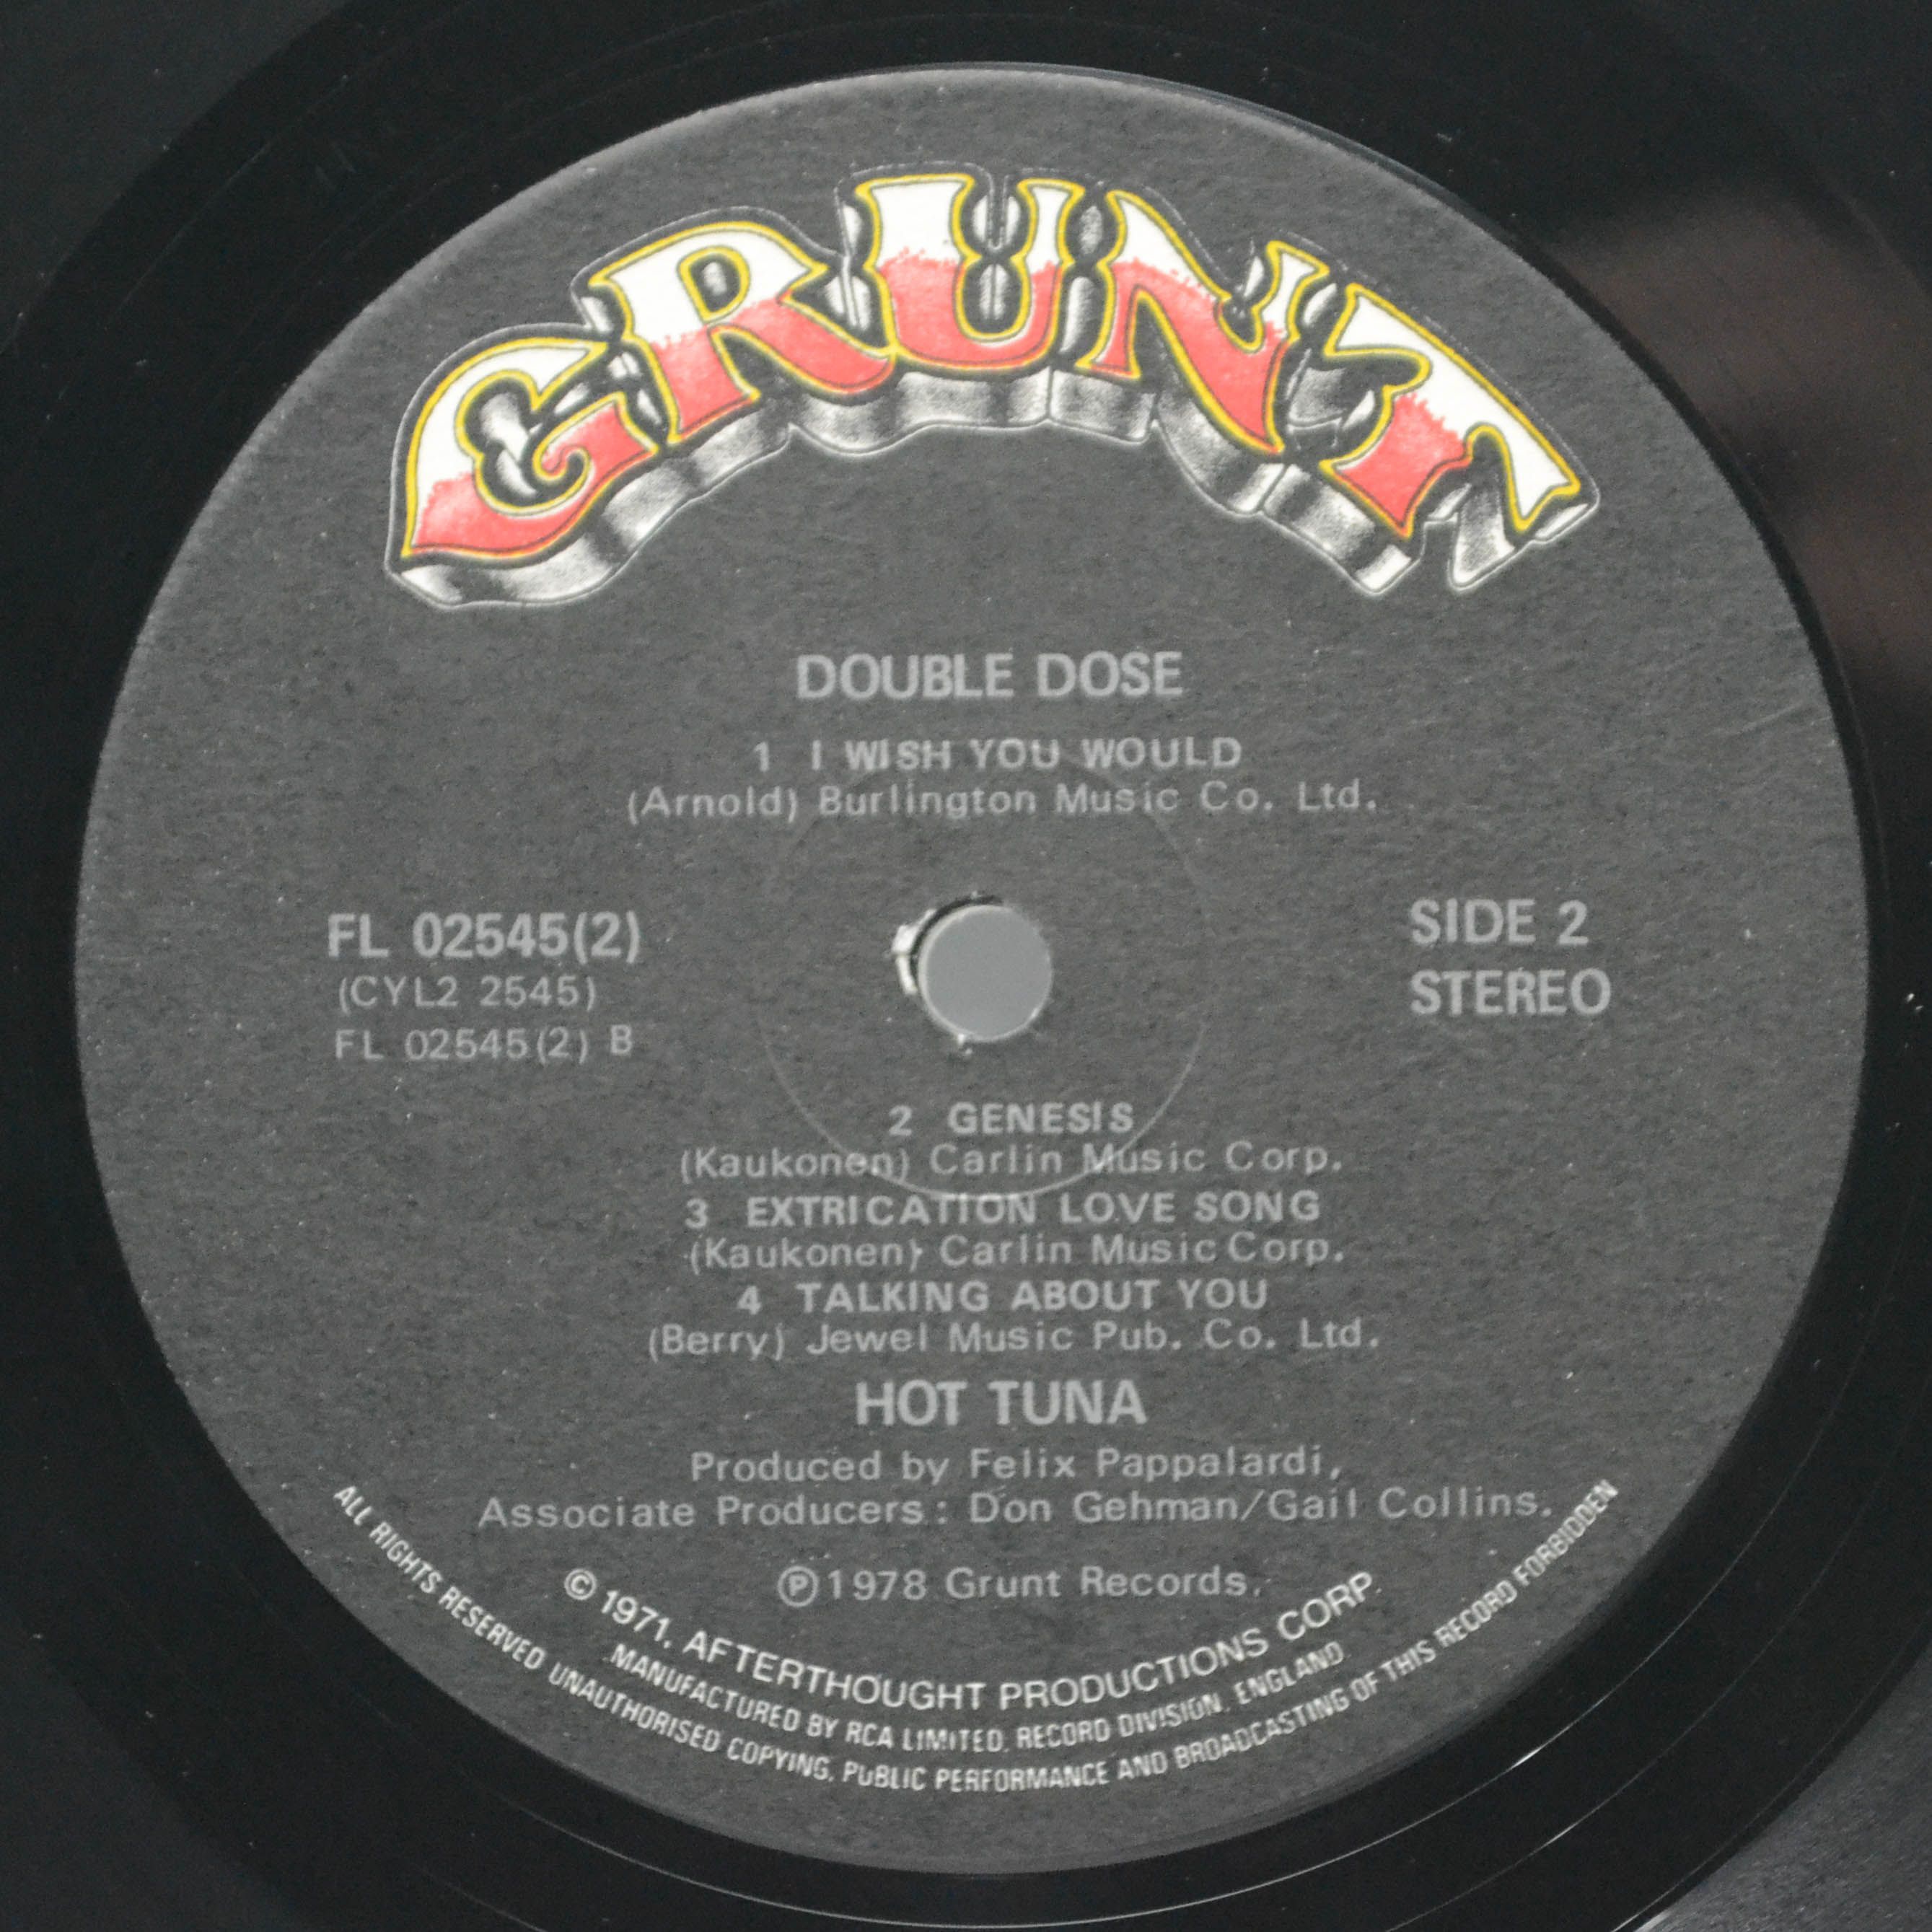 GRUNT
DOUBLE DOSE
1 I WISH YOU WOULD
(Arnold) Burlington Music Co. Ltd.
FL 02545(2)
(CYL2 2545)
FL 02545(2) B
SIDE 2
STEREO
2 GENESIS
(Kaukonen) Carlin Music Corp.
3 EXTRICATION LOVE SONG
(Kaukonen) Carlin Music Corp.
4 TALKING ABOUT YOU
(Berry) Jewel Music Pub. Co. Ltd.
HOT TUNA
Produced by Felix Pappalardi,
Associate Producers: Don Gehman/Gail Collins.
℗1978 Grunt Records.
© 1971, AFTERTHOUGHT PRODUCTIONS CORP.
MANUFACTURED BY RCA LIMITED, RECORD DIVISION, ENGLAND.
ALL RIGHTS RESERVED UNAUTHORISED COPYING, PUBLIC PERFORMANCE AND BROADCASTING OF THIS RECORD FORBIDDEN